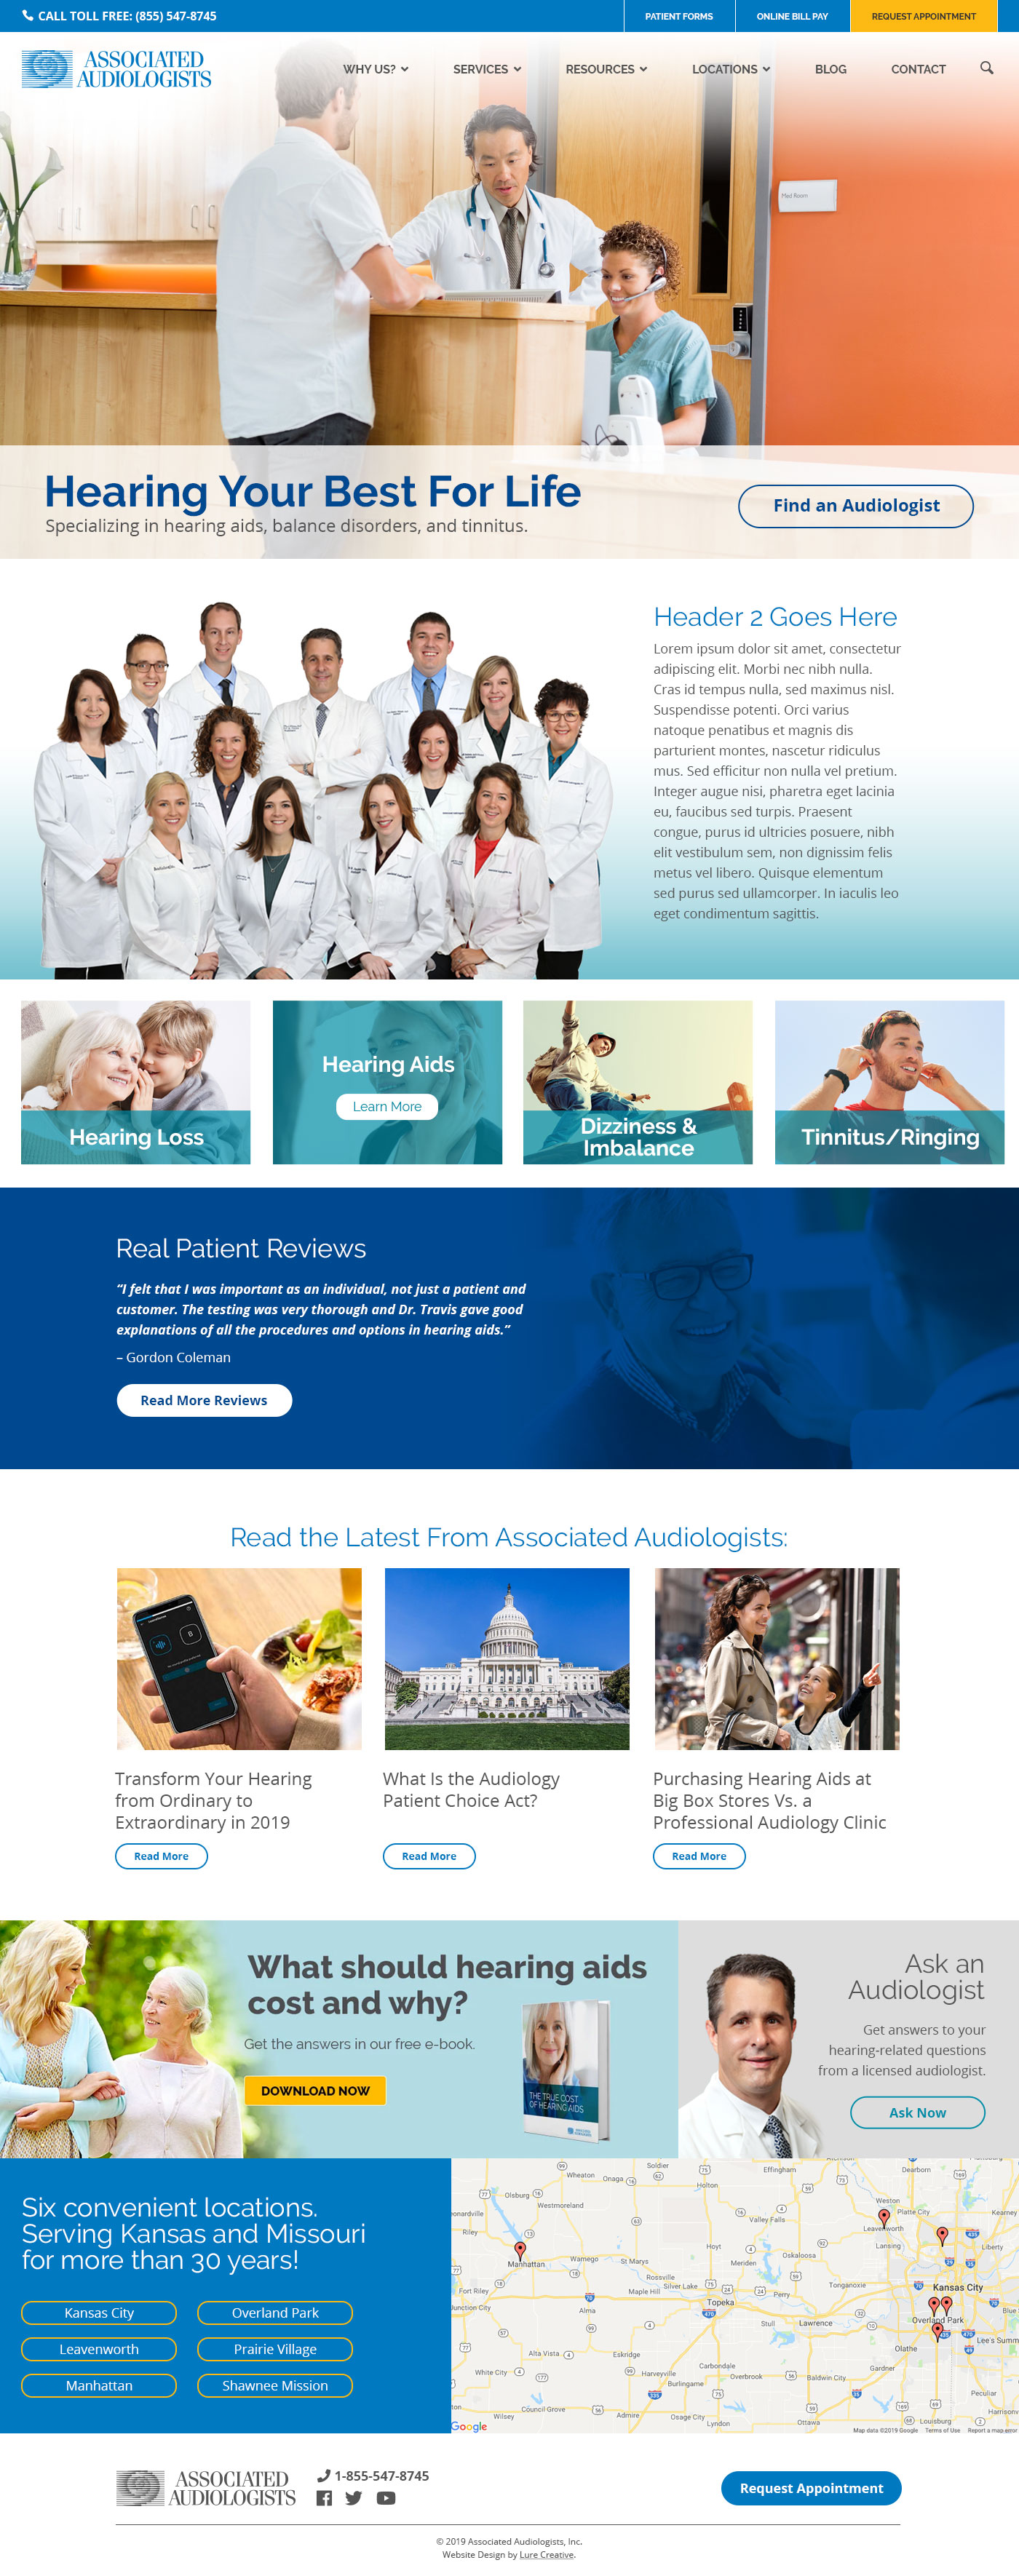 CALL TOLL FREE: (855) 547-8745
PATIENT FORMS
ONLINE BILL PAY
REQUEST APPOINTMENT
ASSOCIATED
AUDIOLOGISTS
WHY US?
SERVICES
RESOURCES
LOCATIONS
BLOG
CONTACT
Med Room
Hearing Your Best For Life
Specializing in hearing aids, balance disorders, and tinnitus.
Find an Audiologist
Header 2 Goes Here
Lorem ipsum dolor sit amet, consectetur
adipiscing elit. Morbi nec nibh nulla.
Cras id tempus nulla, sed maximus nisl.
Suspendisse potenti. Orci varius
natoque penatibus et magnis dis
parturient montes, nascetur ridiculus
mus. Sed efficitur non nulla vel pretium.
Integer augue nisi, pharetra eget lacinia
eu, faucibus sed turpis. Praesent
congue, purus id ultricies posuere, nibh
elit vestibulum sem, non dignissim felis
metus vel libero. Quisque elementum
sed purus sed ullamcorper. In iaculis leo
eget condimentum sagittis.
Hearing Loss
Hearing Aids
Learn More
Dizziness &
Imbalance
Tinnitus/Ringing
Real Patient Reviews
“I felt that I was important as an individual, not just a patient and
customer. The testing was very thorough and Dr. Travis gave good
explanations of all the procedures and options in hearing aids.”
– Gordon Coleman
Read More Reviews
Read the Latest From Associated Audiologists:
Transform Your Hearing
from Ordinary to
Extraordinary in 2019
Read More
What Is the Audiology
Patient Choice Act?
Read More
Purchasing Hearing Aids at
Big Box Stores Vs. a
Professional Audiology Clinic
Read More
What should hearing aids
cost and why?
Get the answers in our free e-book.
DOWNLOAD NOW
THE TRUE COST
OF HEARING AIDS
Ask an
Audiologist
Get answers to your
hearing-related questions
from a licensed audiologist.
Ask Now
Six convenient locations.
Serving Kansas and Missouri
for more than 30 years!
Kansas City
Overland Park
Leavenworth
Prairie Village
Manhattan
Shawnee Mission
Soldier
Effingham
Dearborn
Wheaton
Onaga
Holton
Olsburg
Westmoreland
Weston
Platte City
Valley Falls
Riley
Leavenworth
Lansing
Liberty
Hoyt
Oskaloosa
Manhattan
Wamego
St Marys
Meriden
Rossville
Silver Lake
Tonganoxie
Kansas City
Fort Riley
Maple Hill
Perry
Junction City
Alma
Topeka
Stull
Lawrence
Overland Park
Blue
Olathe
Lee's Summ
Alta Vista
Eskridge
Carbondale
Gardner
White City
Harveyville
Burlingame
Overbrook
Baldwin City
Peculiar
Council Grove
Admire
Osage City
Lyndon
Ottawa
Louisburg
Harrisonv
Wilsey
Google
Map data ©2019 Google
Terms of Use
Report a map error
ASSOCIATED
AUDIOLOGISTS
1-855-547-8745
Request Appointment
© 2019 Associated Audiologists, Inc.
Website Design by Lure Creative.